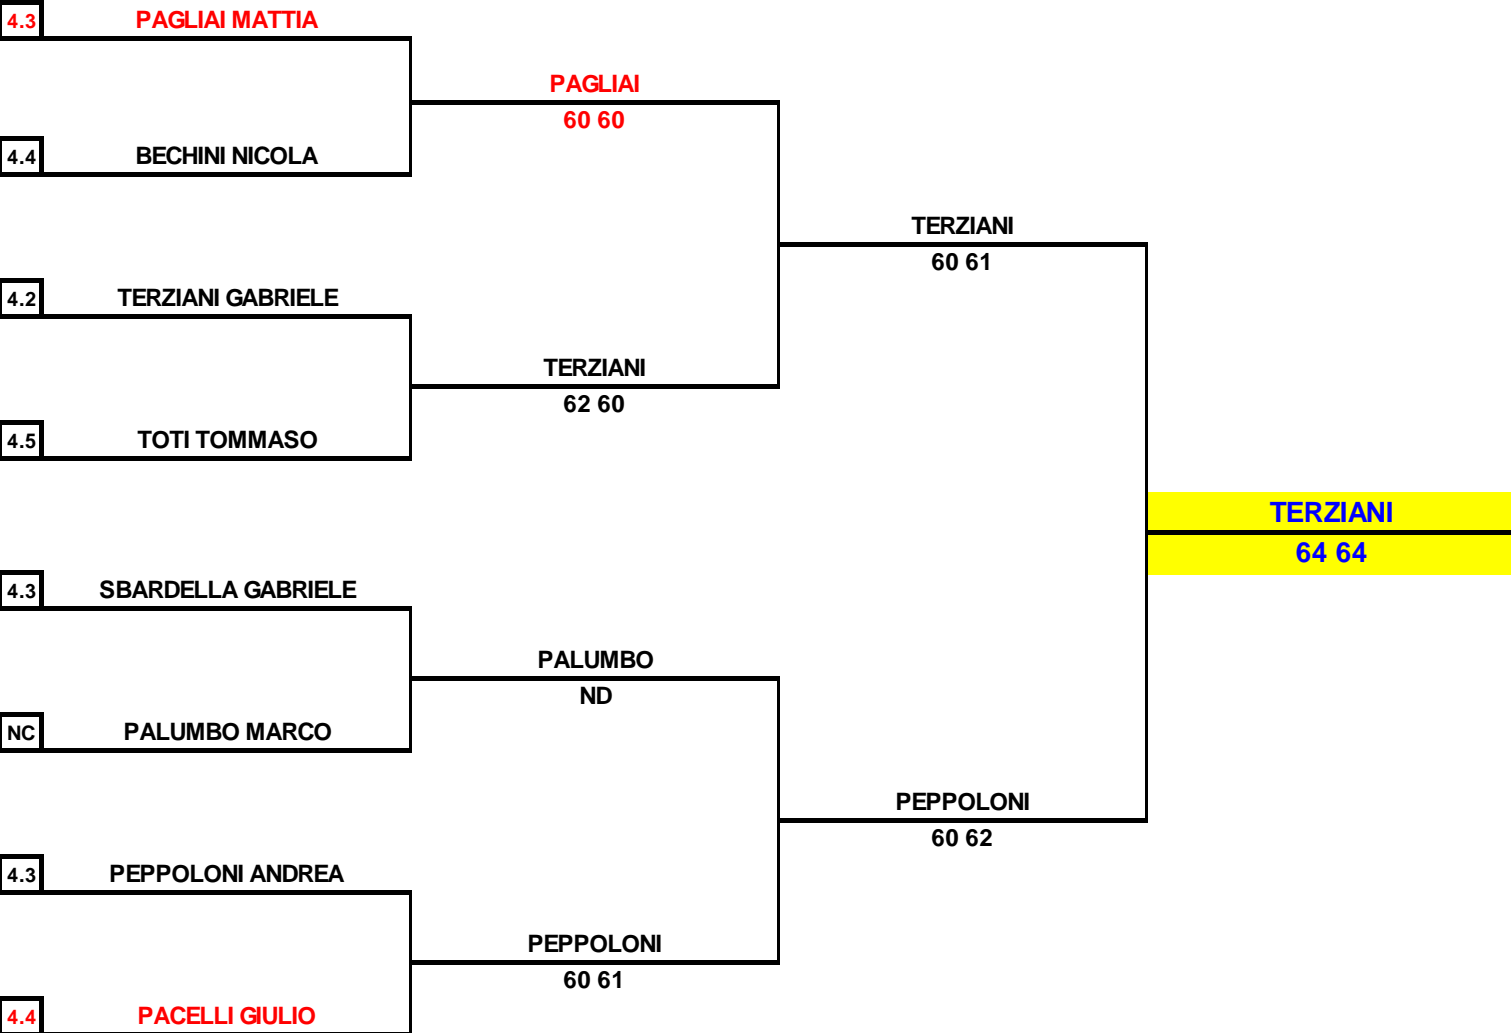 4.3 PAGLIAI MATTIA
PAGLIAI
60 60
4.4 BECHINI NICOLA
TERZIANI
60 61
4.2 TERZIANI GABRIELE
TERZIANI
62 60
4.5 TOTI TOMMASO
TERZIANI
64 64
4.3 SBARDELLA GABRIELE
PALUMBO
ND
NC PALUMBO MARCO
PEPPOLONI
60 62
4.3 PEPPOLONI ANDREA
PEPPOLONI
60 61
4.4 PACELLI GIULIO